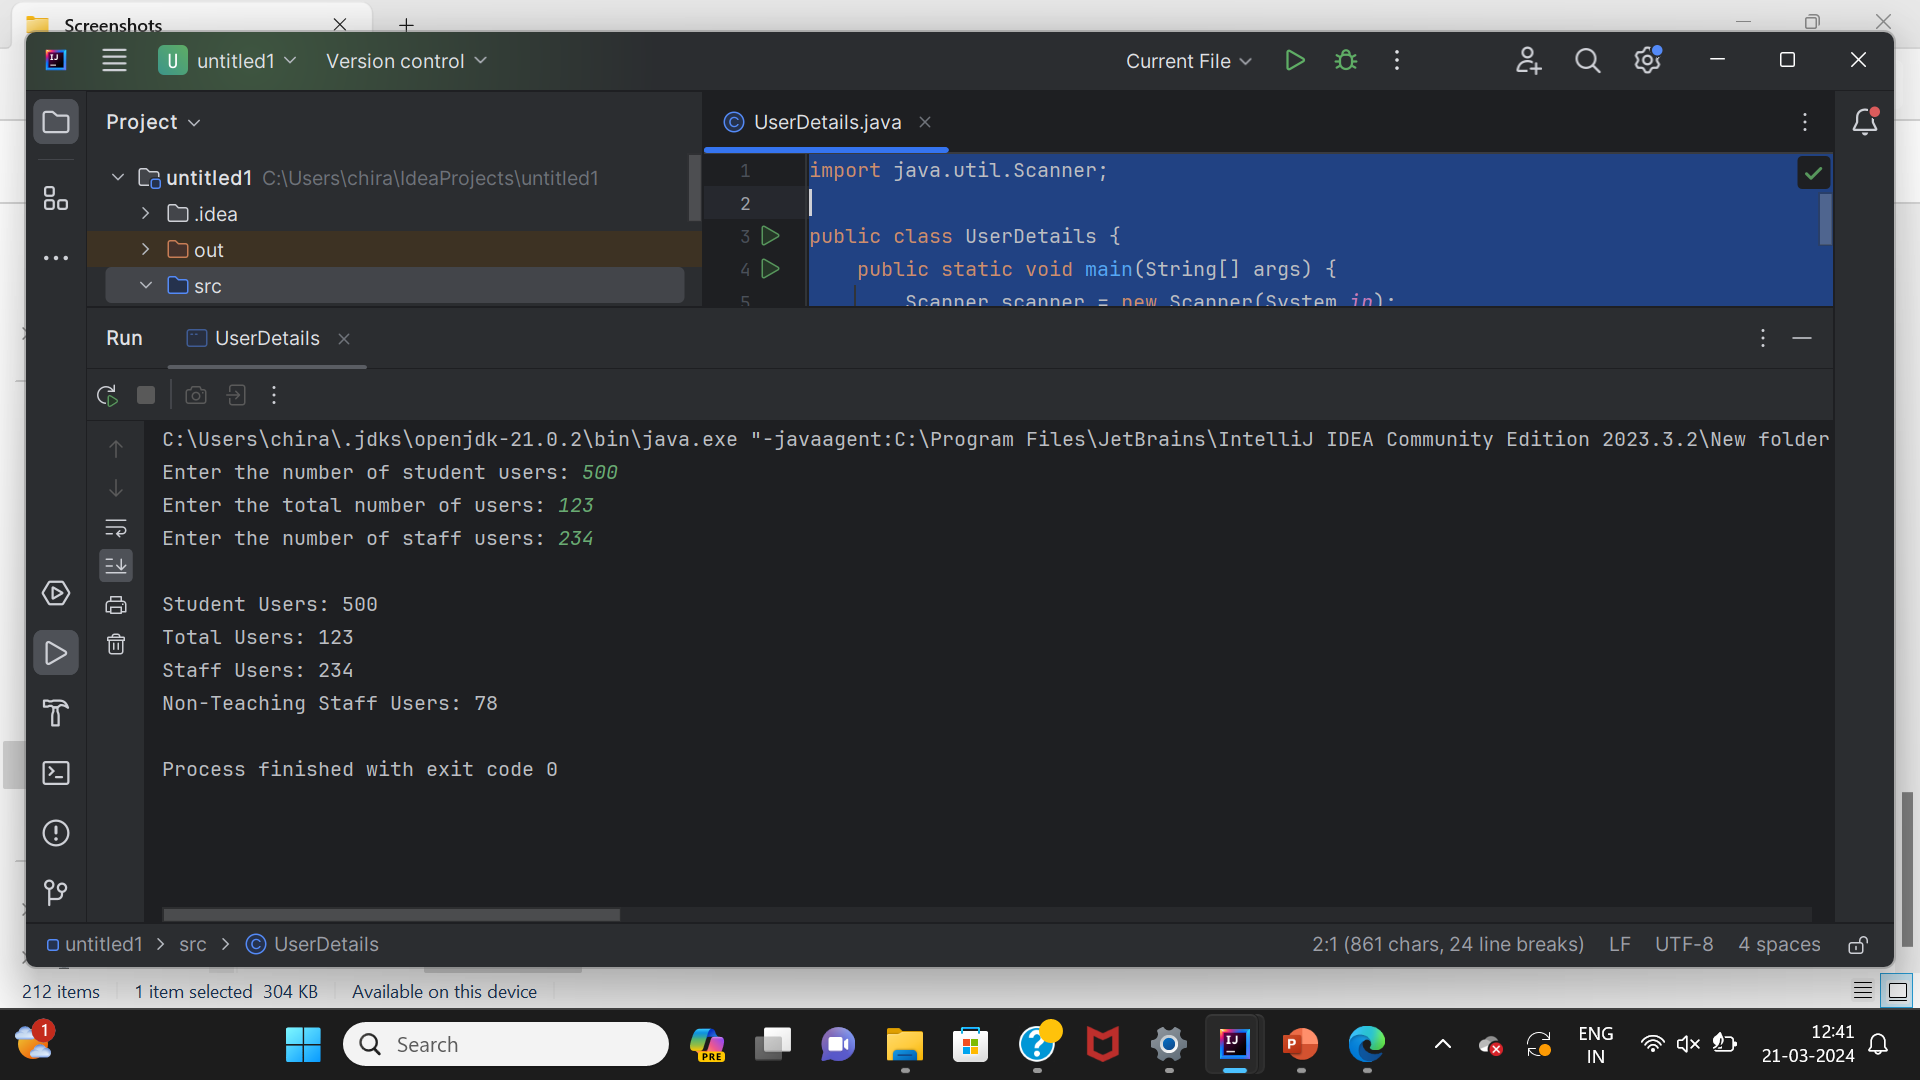 Screenshots
U untitled1
Version control
Current File
Project
UserDetails.java
untitled1 C:\Users\chira\IdeaProjects\untitled1
.idea
out
src
1 import java.util.Scanner;
2
3 public class UserDetails {
4 public static void main(String[] args) {
5 Scanner scanner = new Scanner(System.in);
Run
UserDetails
C:\Users\chira\.jdks\openjdk-21.0.2\bin\java.exe "-javaagent:C:\Program Files\JetBrains\IntelliJ IDEA Community Edition 2023.3.2\New folder
Enter the number of student users: 500
Enter the total number of users: 123
Enter the number of staff users: 234
Student Users: 500
Total Users: 123
Staff Users: 234
Non-Teaching Staff Users: 78
Process finished with exit code 0
untitled1 > src > UserDetails
2:1 (861 chars, 24 line breaks) LF UTF-8 4 spaces
212 items 1 item selected 304 KB Available on this device
1
Search
PRE
ENG
IN
12:41
21-03-2024